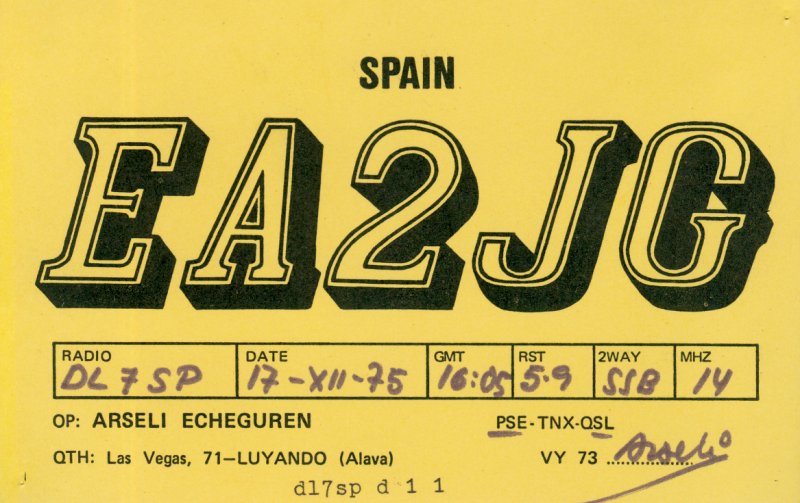 SPAIN
EA2JG
RADIO DATE GMT RST 2WAY MHZ
DL7SP 17-XII-75 16:05 5-9 SSB 14
OP: ARSELI ECHEGUREN PSE-TNX-QSL
QTH: Las Vegas, 71-LUYANDO (Alava) VY 73 Arseli
dl7sp d 1 1